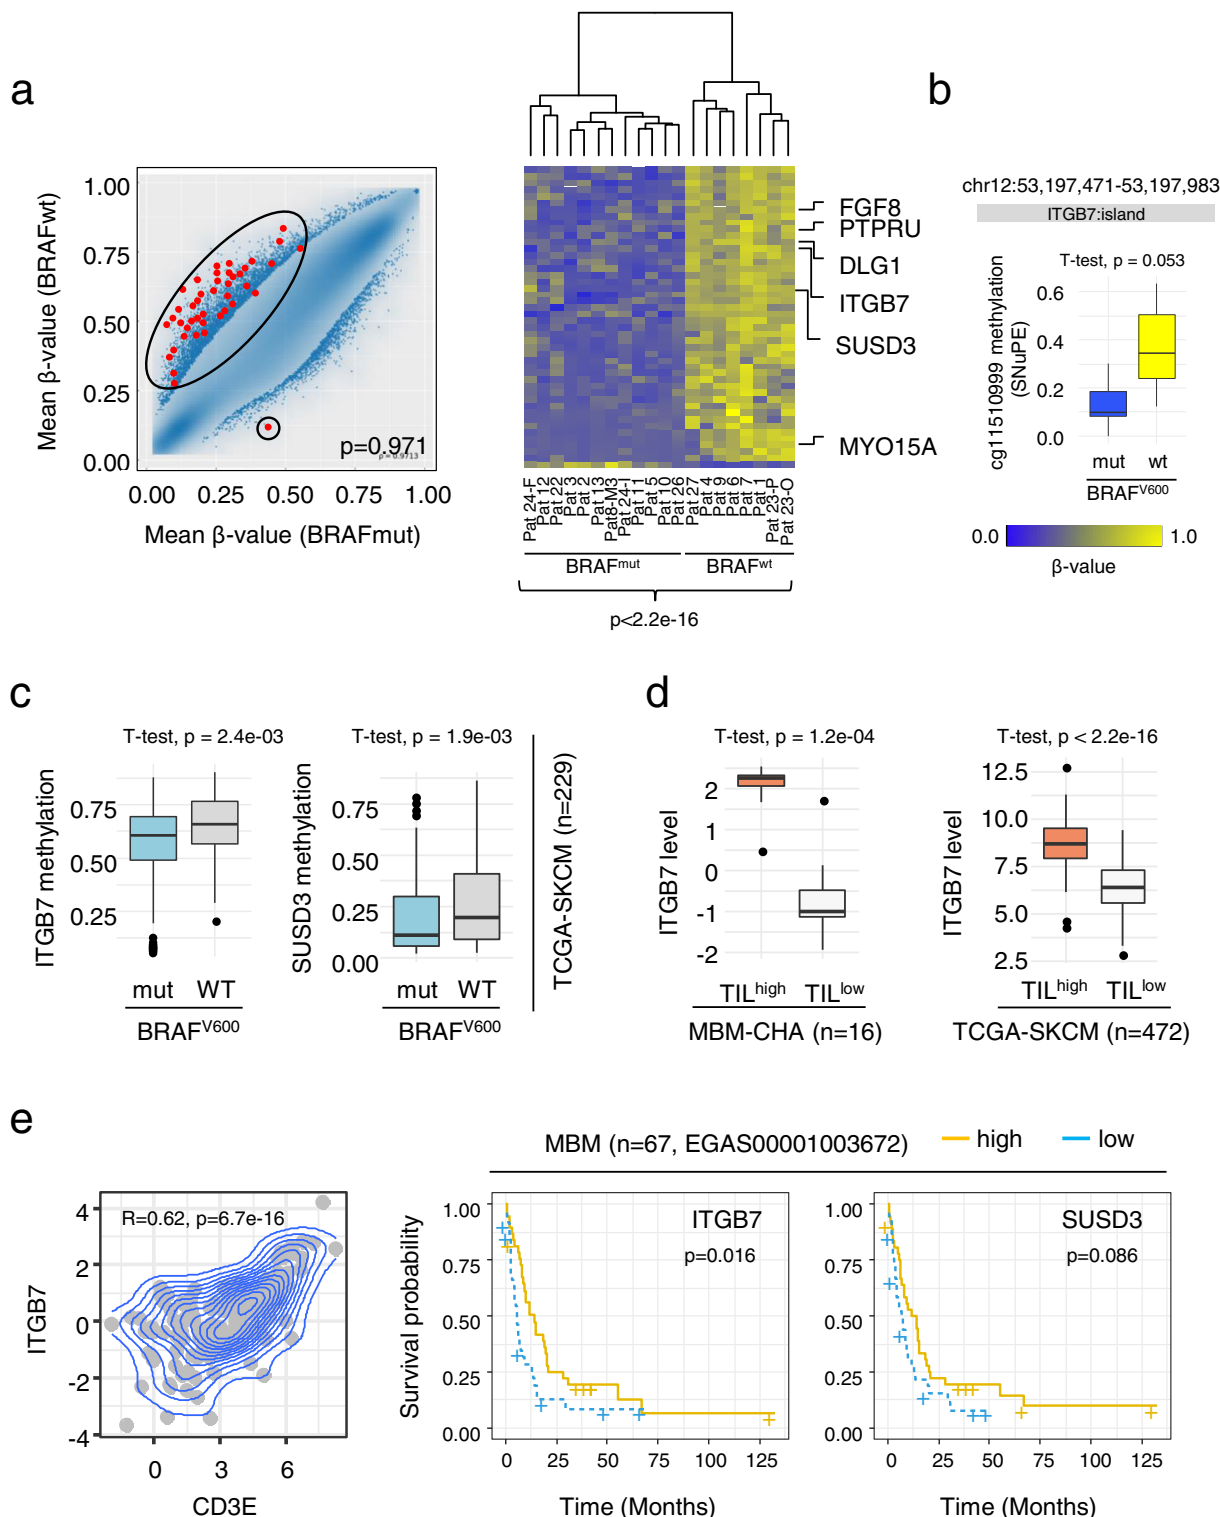 a
1.00
0.75
0.50
0.25
0.00
Mean β-value (BRAFwt)
p=0.971
p = 0.9713
0.00 0.25 0.50 0.75 1.00
Mean β-value (BRAFmut)
FGF8
PTPRU
DLG1
ITGB7
SUSD3
MYO15A
Pat 24-F
Pat 12
Pat 22
Pat 3
Pat 2
Pat 13
Pat8-M3
Pat 24-I
Pat 11
Pat 5
Pat 10
Pat 26
Pat 27
Pat 4
Pat 9
Pat 6
Pat 7
Pat 1
Pat 23-P
Pat 23-O
BRAFmut BRAFwt
p<2.2e-16
b
chr12:53,197,471-53,197,983
ITGB7:island
T-test, p = 0.053
cg11510999 methylation
(SNuPE)
0.6
0.4
0.2
0.0
mut wt
BRAFV600
0.0 1.0
β-value
c
T-test, p = 2.4e-03
ITGB7 methylation
0.75
0.50
0.25
mut WT
BRAFV600
T-test, p = 1.9e-03
SUSD3 methylation
0.75
0.50
0.25
0.00
mut WT
BRAFV600
TCGA-SKCM (n=229)
d
T-test, p = 1.2e-04
ITGB7 level
2
1
0
-1
-2
TILhigh TILlow
MBM-CHA (n=16)
T-test, p < 2.2e-16
ITGB7 level
12.5
10.0
7.5
5.0
2.5
TILhigh TILlow
TCGA-SKCM (n=472)
e
R=0.62, p=6.7e-16
ITGB7
4
2
0
-2
-4
0 3 6
CD3E
MBM (n=67, EGAS00001003672) high low
Survival probability
1.00
0.75
0.50
0.25
0.00
ITGB7
p=0.016
0 25 50 75 100 125
Time (Months)
1.00
0.75
0.50
0.25
0.00
SUSD3
p=0.086
0 25 50 75 100 125
Time (Months)